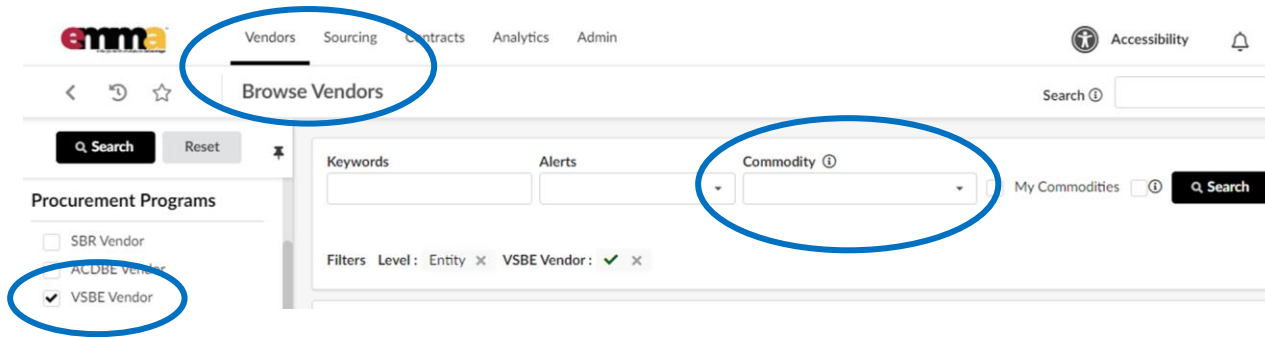 emma
Vendors Sourcing Contracts Analytics Admin
Accessibility
Browse Vendors
Search
Search Reset
Procurement Programs
SBR Vendor
ACDBE Vendor
VSBE Vendor
Keywords Alerts Commodity
My Commodities Search
Filters Level: Entity × VSBE Vendor: ✔ ×